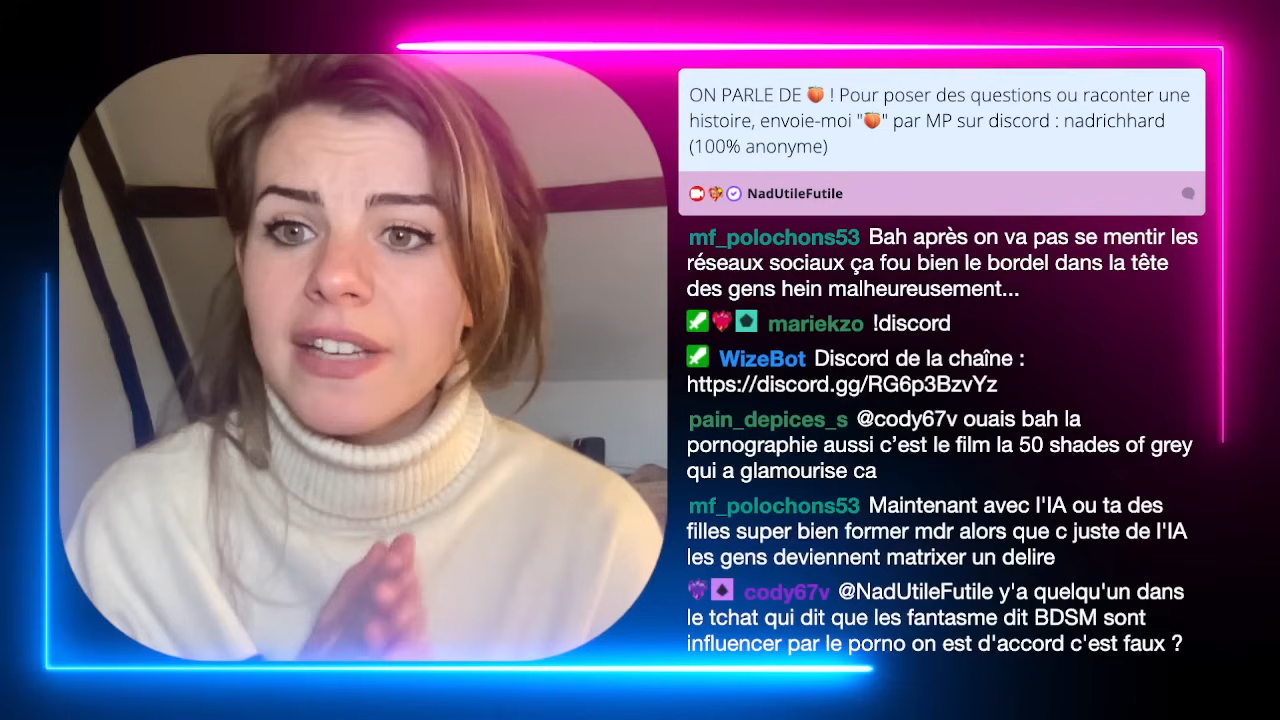 ON PARLE DE 🍑 ! Pour poser des questions ou raconter une
histoire, envoie-moi "🍑" par MP sur discord : nadrichhard
(100% anonyme)
NadUtileFutile
mf_polochons53 Bah après on va pas se mentir les
réseaux sociaux ça fou bien le bordel dans la tête
des gens hein malheureusement...
mariekzo !discord
WizeBot Discord de la chaîne :
https://discord.gg/RG6p3BzvYz
pain_depices_s @cody67v ouais bah la
pornographie aussi c’est le film la 50 shades of grey
qui a glamourise ca
mf_polochons53 Maintenant avec l'IA ou ta des
filles super bien former mdr alors que c juste de l'IA
les gens deviennent matrixer un delire
cody67v @NadUtileFutile y'a quelqu'un dans
le tchat qui dit que les fantasme dit BDSM sont
influencer par le porno on est d'accord c'est faux ?